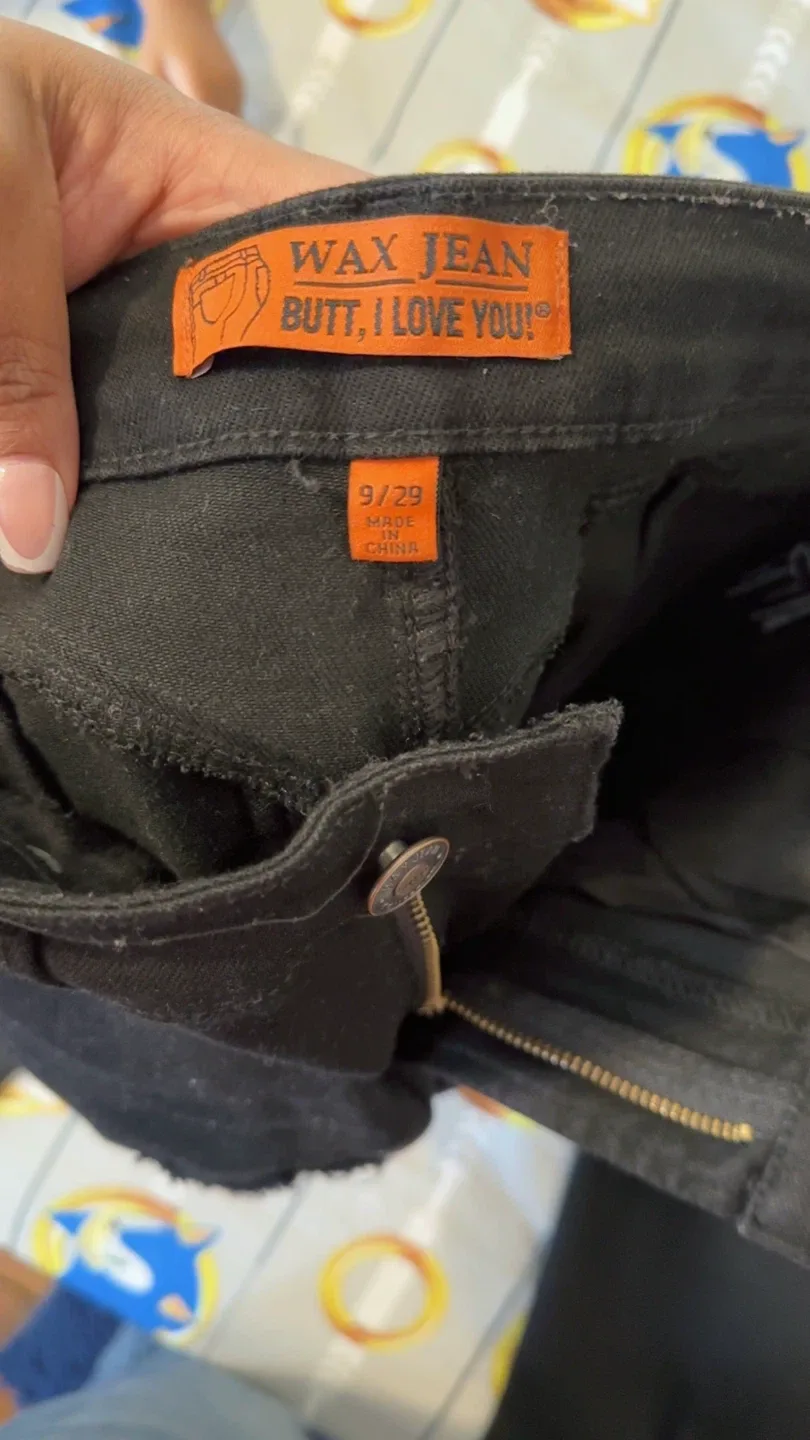 WAX JEAN
BUTT, I LOVE YOU!®
9/29
MADE
IN
CHINA